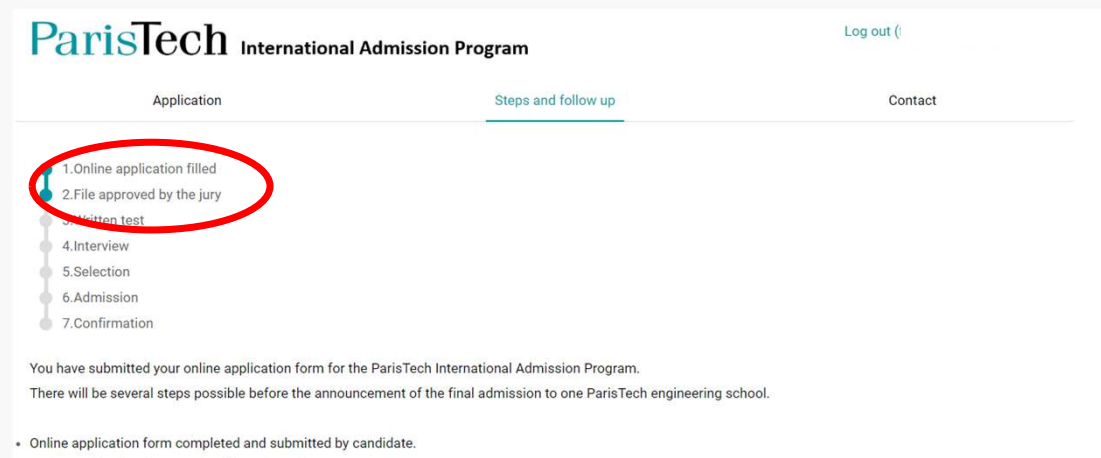 ParisTech International Admission Program
Log out (
Application
Steps and follow up
Contact
1.Online application filled
2.File approved by the jury
3.Written test
4.Interview
5.Selection
6.Admission
7.Confirmation
You have submitted your online application form for the ParisTech International Admission Program.
There will be several steps possible before the announcement of the final admission to one ParisTech engineering school.
• Online application form completed and submitted by candidate.